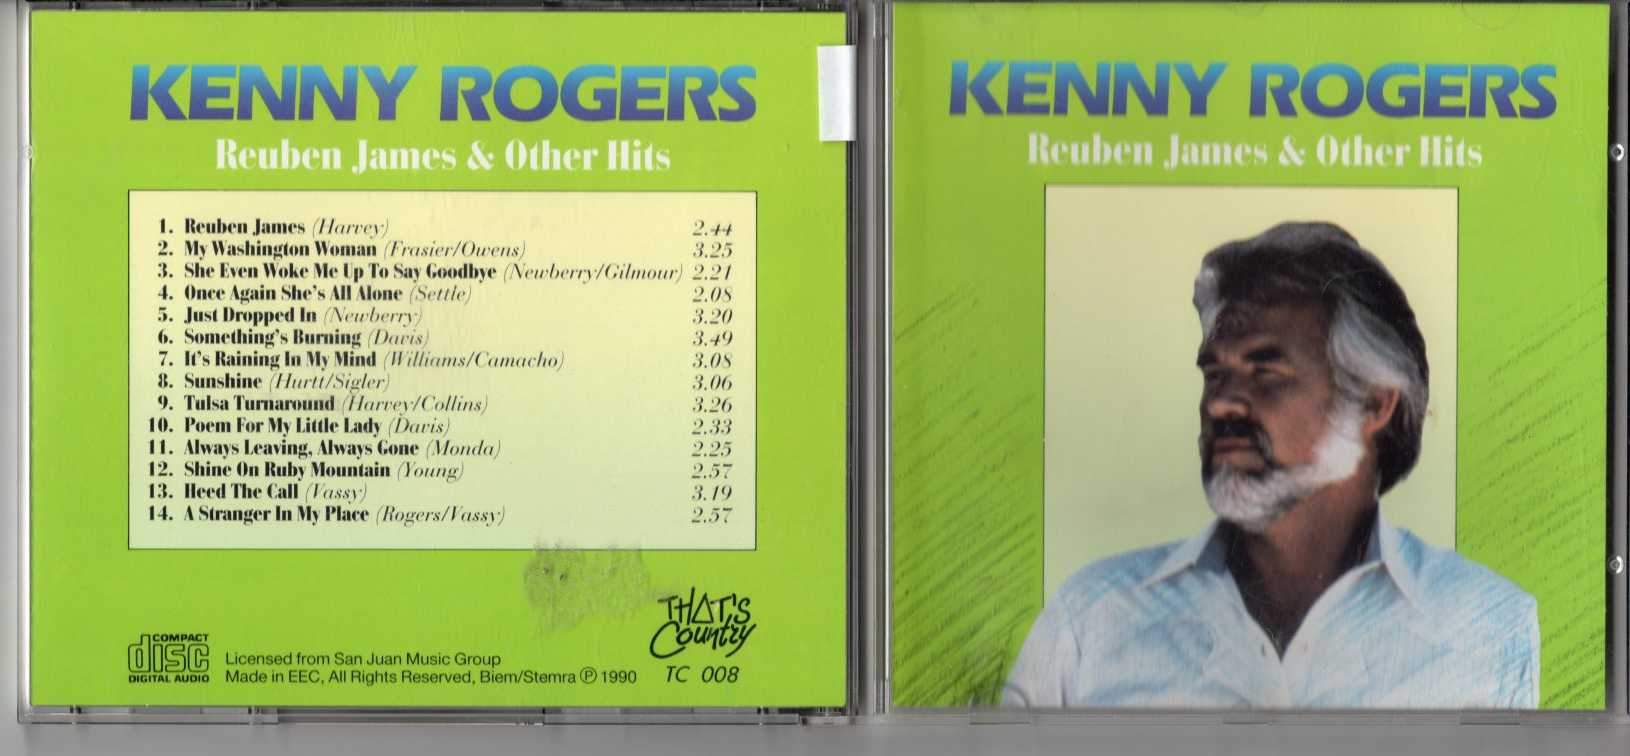 KENNY ROGERS
Reuben James & Other Hits
1. Reuben James (Harvey) 2.44
2. My Washington Woman (Frasier/Owens) 3.25
3. She Even Woke Me Up To Say Goodbye (Newberry/Gilmour) 2.21
4. Once Again She's All Alone (Settle) 2.08
5. Just Dropped In (Newberry) 3.20
6. Something's Burning (Davis) 3.49
7. It's Raining In My Mind (Williams/Camacho) 3.08
8. Sunshine (Hurtt/Sigler) 3.06
9. Tulsa Turnaround (Harvey/Collins) 3.26
10. Poem For My Little Lady (Davis) 2.33
11. Always Leaving, Always Gone (Monda) 2.25
12. Shine On Ruby Mountain (Young) 2.57
13. Heed The Call (Vassy) 3.19
14. A Stranger In My Place (Rogers/Vassy) 2.57
THAT'S
Country
TC 008
COMPACT
disc
DIGITAL AUDIO
Licensed from San Juan Music Group
Made in EEC, All Rights Reserved, Biem/Stemra Ⓟ 1990
KENNY ROGERS
Reuben James & Other Hits